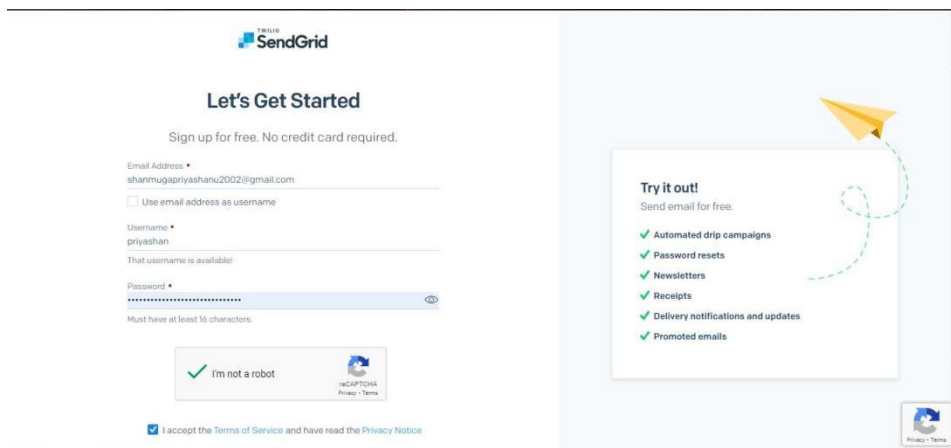 TWILIO
SendGrid
Let's Get Started
Sign up for free. No credit card required.
Email Address •
shanmugapriyashanu2002@gmail.com
Use email address as username
Username •
priyashan
That username is available!
Password •
••••••••••••••••••••••••••••••
Must have at least 16 characters.
I'm not a robot
reCAPTCHA
Privacy - Terms
I accept the Terms of Service and have read the Privacy Notice
Try it out!
Send email for free.
Automated drip campaigns
Password resets
Newsletters
Receipts
Delivery notifications and updates
Promoted emails
Privacy - Terms